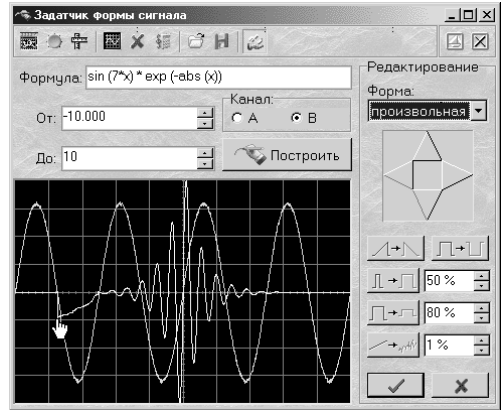 Задатчик формы сигнала
Формула: sin (7*x) * exp (-abs (x))
От: -10.000
Канал:
А В
До: 10
Построить
Редактирование
Форма:
произвольная
50 %
80 %
1 %